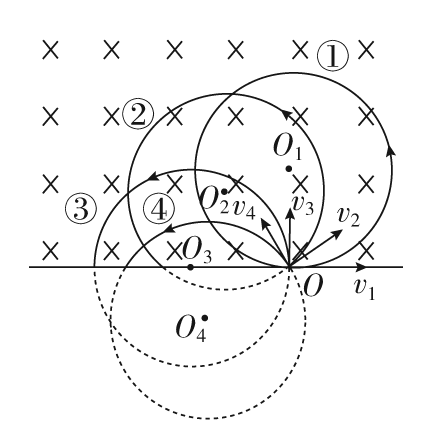 ①
②
O₁
③
④
O₂
v₄
v₃
v₂
O₃
O
v₁
O₄